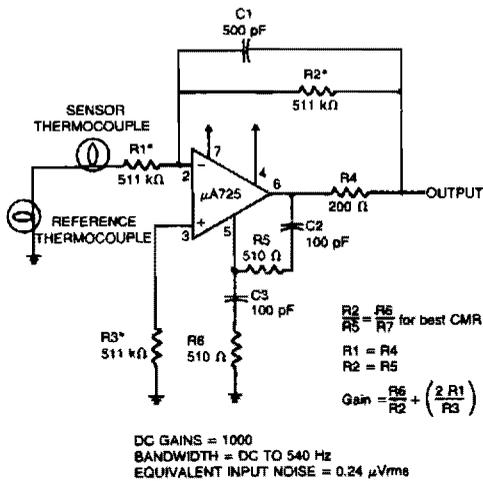 C1
500 pF
R2*
511 kΩ
SENSOR
THERMOCOUPLE
R1*
511 kΩ
2
7
4
6
3
5
−
+
μA725
R4
200 Ω
OUTPUT
REFERENCE
THERMOCOUPLE
R5
510 Ω
C2
100 pF
C3
100 pF
R3*
511 kΩ
R6
510 Ω
R2/R5 = R6/R7 for best CMR
R1 = R4
R2 = R5
Gain = R6/R2 + (2 R1/R3)
DC GAINS = 1000
BANDWIDTH = DC TO 540 Hz
EQUIVALENT INPUT NOISE = 0.24 μVrms